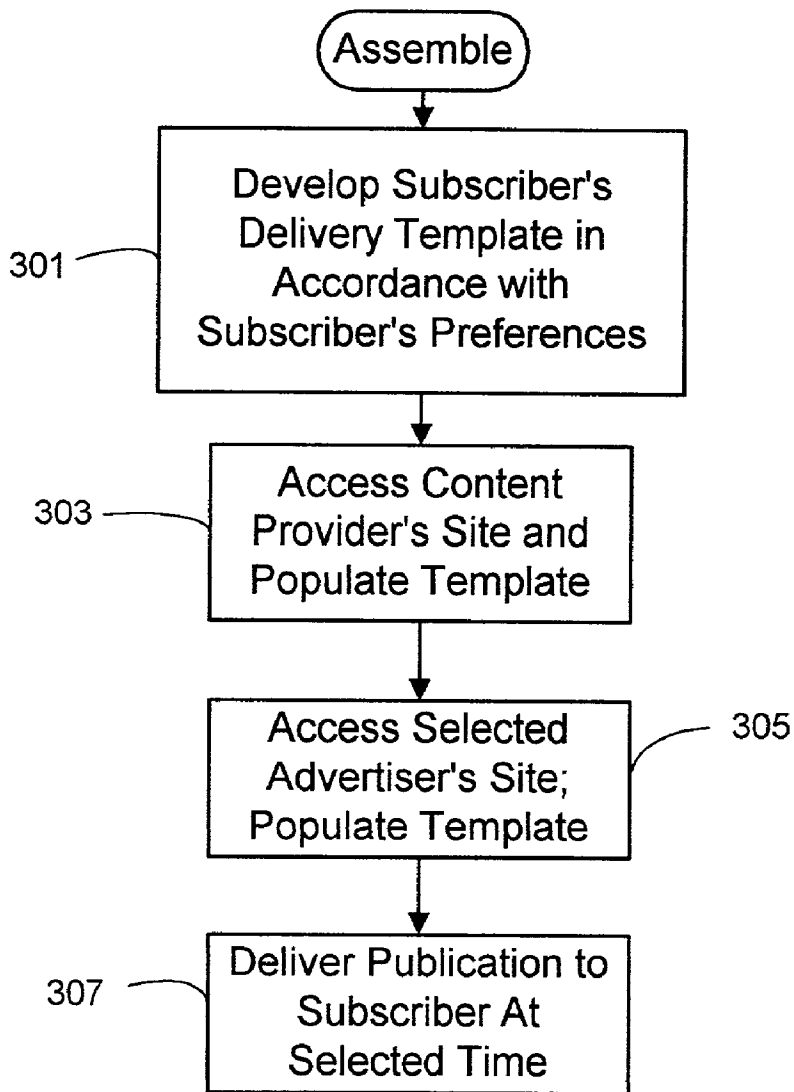 Assemble
Develop Subscriber's
Delivery Template in
Accordance with
Subscriber's Preferences
301
Access Content
Provider's Site and
Populate Template
303
Access Selected
Advertiser's Site;
Populate Template
305
Deliver Publication to
Subscriber At
Selected Time
307